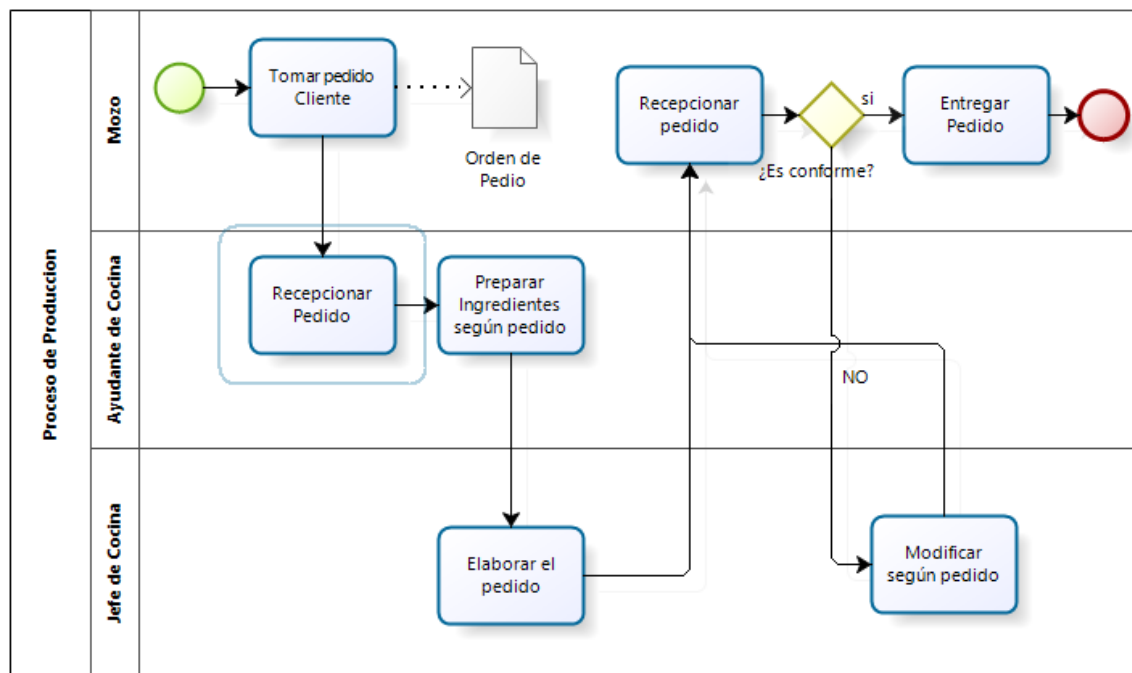 Proceso de Produccion
Mozo
Tomar pedido
Cliente
Orden de
Pedio
Recepcionar
pedido
¿Es conforme?
si
Entregar
Pedido
Ayudante de Cocina
Recepcionar
Pedido
Preparar
Ingredientes
según pedido
NO
Jefe de Cocina
Elaborar el
pedido
Modificar
según pedido